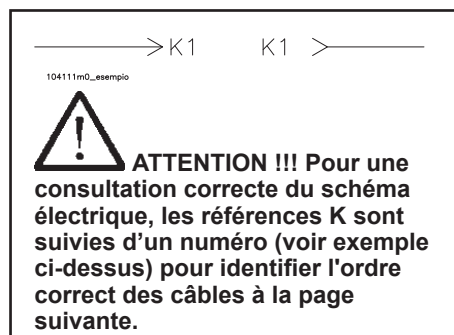 K1 K1
104111m0_esempio
ATTENTION !!! Pour une
consultation correcte du schéma
électrique, les références K sont
suivies d'un numéro (voir exemple
ci-dessus) pour identifier l'ordre
correct des câbles à la page
suivante.